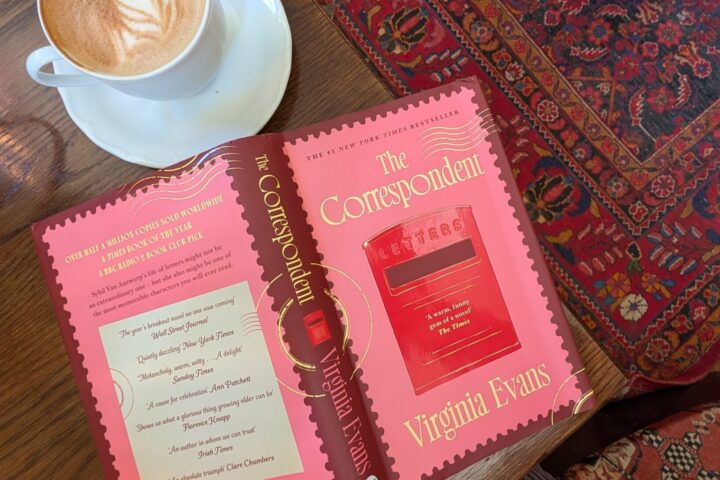 OVER HALF A MILLION COPIES SOLD WORLDWIDE
A TIMES BOOK OF THE YEAR
A BBC RADIO 2 BOOK CLUB PICK
Sybil Van Antwerp's life of letters might not be
an extraordinary one – but she also might be one of
the most memorable characters you will ever read.
'The year's breakout novel no one saw coming'
Wall Street Journal
'Quietly dazzling' New York Times
'Melancholy, warm, witty . . . A delight'
Sunday Times
'A cause for celebration' Ann Patchett
'Shows us what a glorious thing growing older can be'
Florence Knapp
'An author in whom we can trust'
Irish Times
'An absolute triumph' Clare Chambers
The Correspondent
Virginia Evans
THE #1 NEW YORK TIMES BESTSELLER
The
Correspondent
LETTERS
'A warm, funny
gem of a novel'
The Times
Virginia Evans